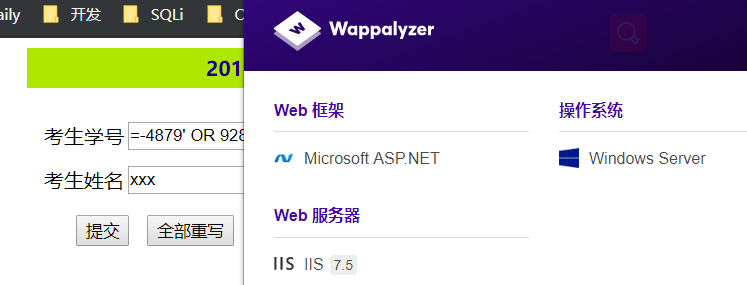 aily 开发 SQLi C
201
考生学号 =-4879' OR 928
考生姓名 xxx
提交 全部重写
Wappalyzer
Web 框架
Microsoft ASP.NET
Web 服务器
IIS IIS 7.5
操作系统
Windows Server